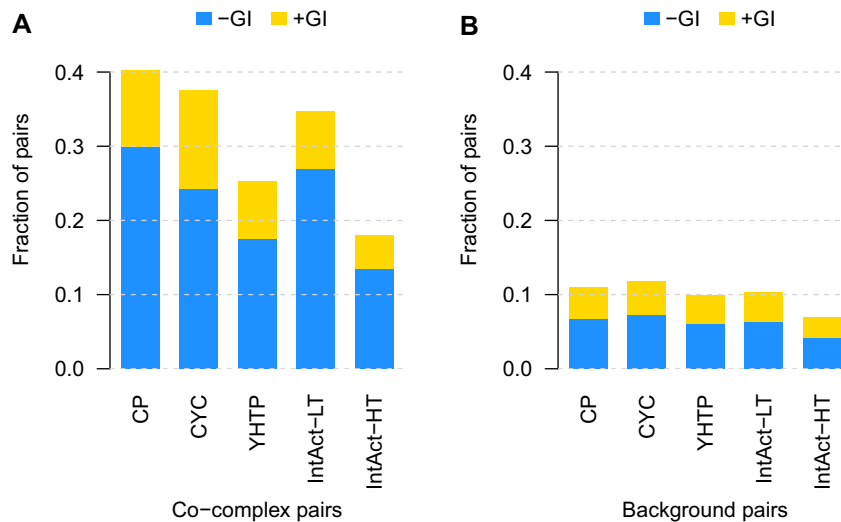 A
−GI +GI
Fraction of pairs
0.4
0.3
0.2
0.1
0.0
CP
CYC
YHTP
IntAct−LT
IntAct−HT
Co−complex pairs
B
−GI +GI
Fraction of pairs
0.4
0.3
0.2
0.1
0.0
CP
CYC
YHTP
IntAct−LT
IntAct−HT
Background pairs